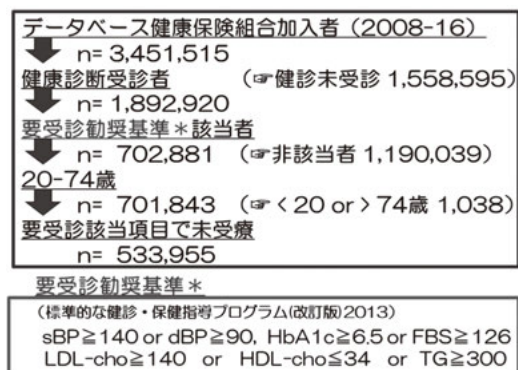 データベース健康保険組合加入者（2008-16）
n= 3,451,515
健康診断受診者　（☞健診未受診 1,558,595）
n= 1,892,920
要受診勧奨基準＊該当者
n= 702,881　（☞非該当者 1,190,039）
20-74歳
n= 701,843　（☞ < 20 or > 74歳 1,038）
要受診該当項目で未受療
n= 533,955
要受診勧奨基準＊
（標準的な健診・保健指導プログラム(改訂版)2013）
sBP≧140 or dBP≧90, HbA1c≧6.5 or FBS≧126
LDL-cho≧140 or HDL-cho≦34 or TG≧300